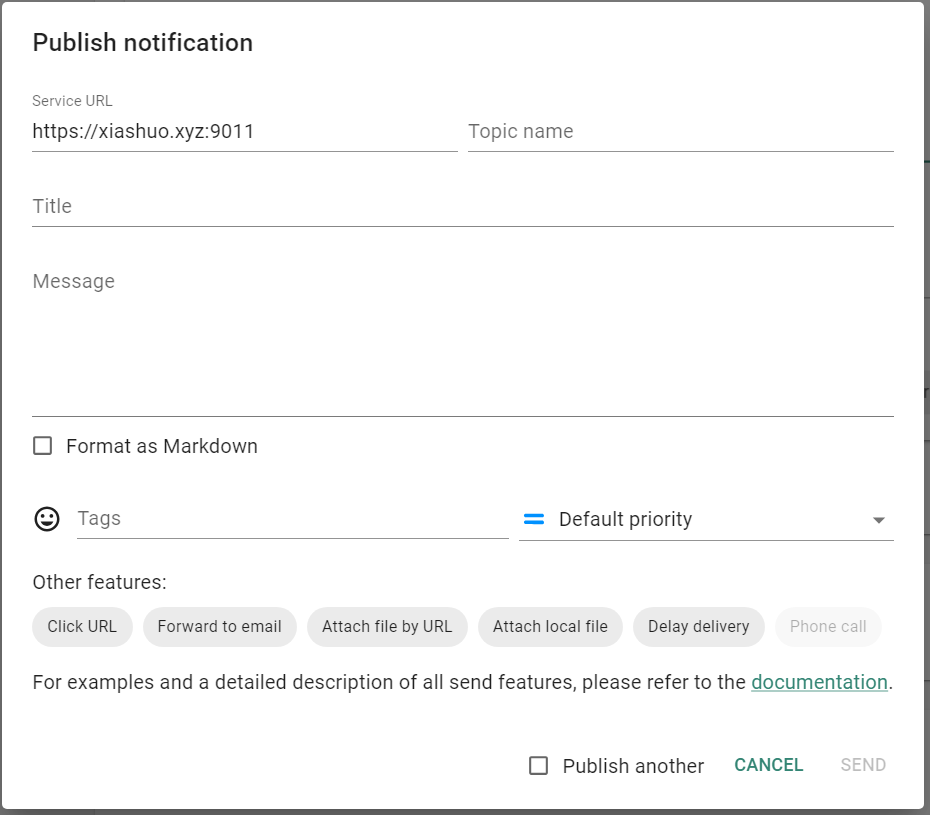 Publish notification
Service URL
https://xiashuo.xyz:9011
Topic name
Title
Message
Format as Markdown
Tags
Default priority
Other features:
Click URL
Forward to email
Attach file by URL
Attach local file
Delay delivery
Phone call
For examples and a detailed description of all send features, please refer to the documentation.
Publish another
CANCEL
SEND